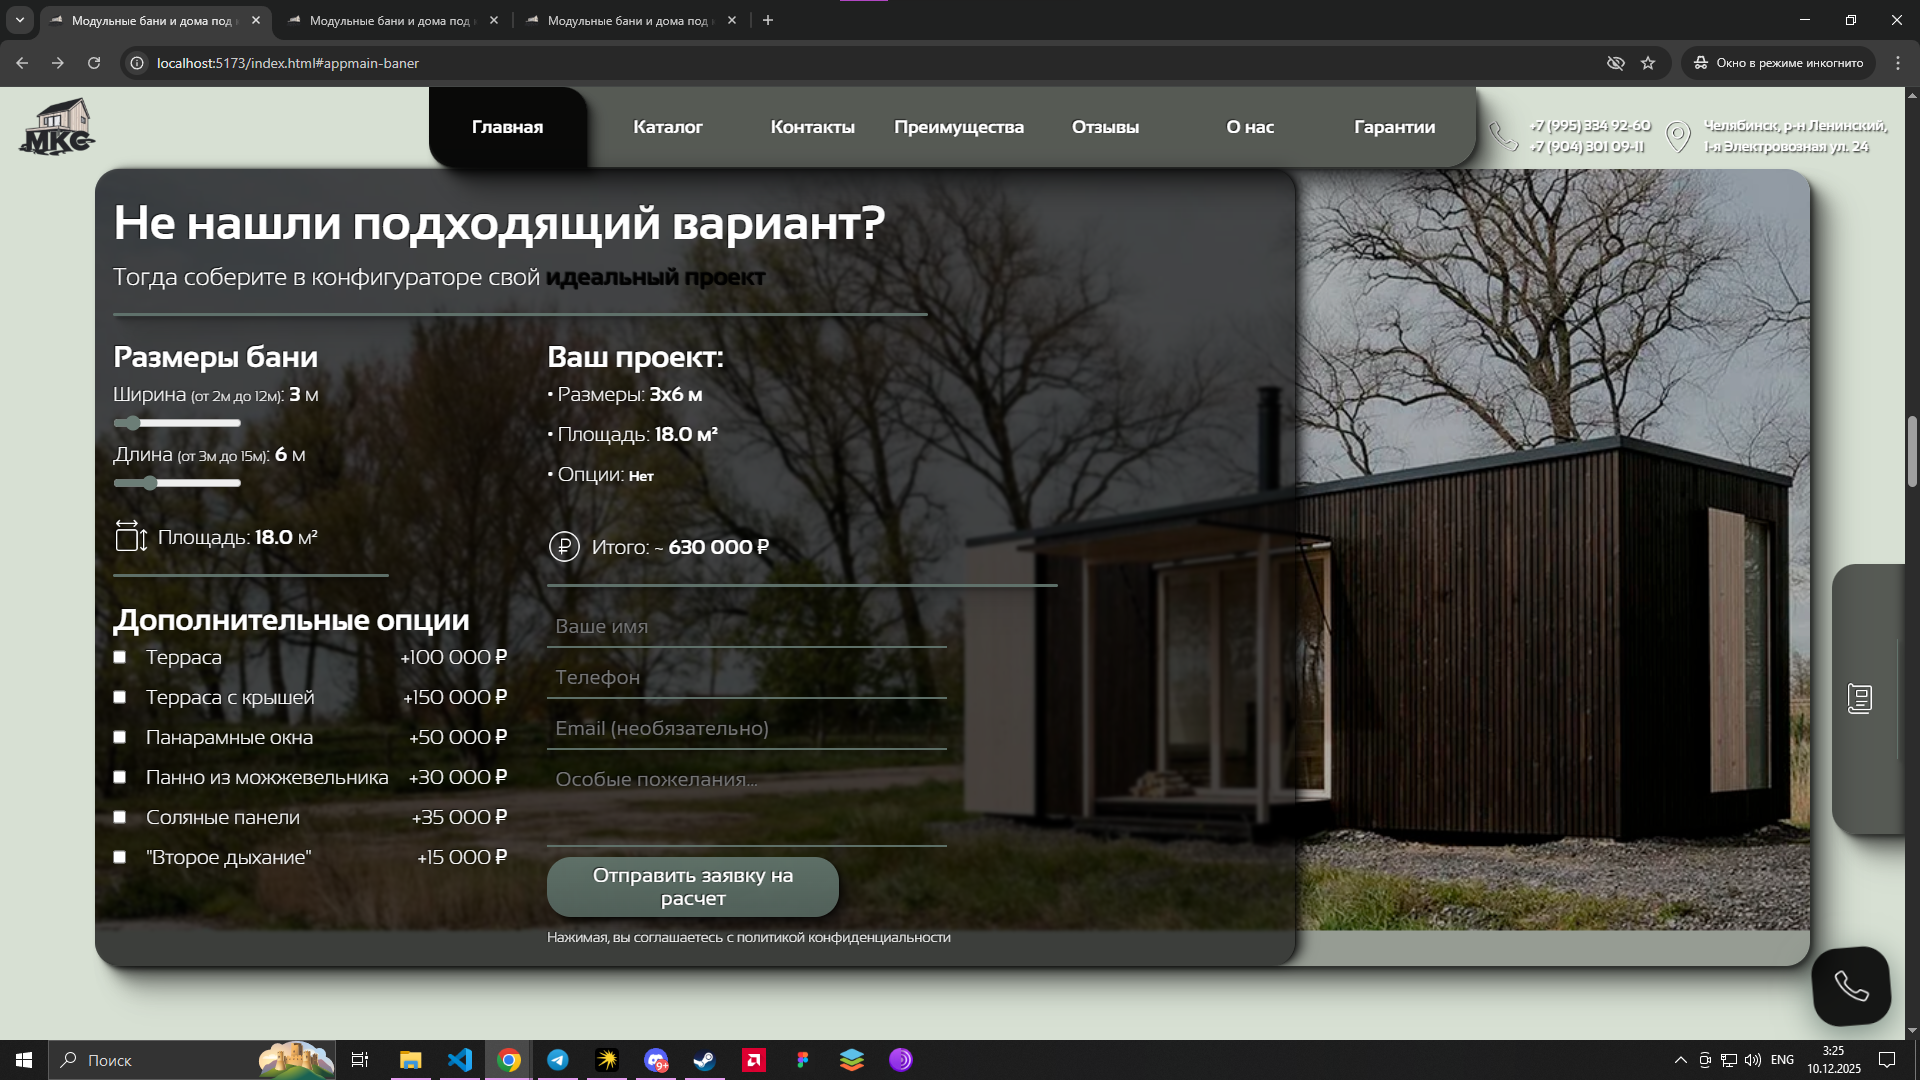 Модульные бани и дома под
Модульные бани и дома под
Модульные бани и дома под
localhost:5173/index.html#appmain-baner
Окно в режиме инкогнито
МКС
Главная
Каталог
Контакты
Преимущества
Отзывы
О нас
Гарантии
+7 (995) 334 92-60
+7 (904) 301 09-11
Челябинск, р-н Ленинский,
1-я Электровозная ул. 24
Не нашли подходящий вариант?
Тогда соберите в конфигураторе свой идеальный проект
Размеры бани
Ширина (от 2м до 12м): 3 м
Длина (от 3м до 15м): 6 м
Площадь: 18.0 м²
Дополнительные опции
Терраса +100 000 ₽
Терраса с крышей +150 000 ₽
Панарамные окна +50 000 ₽
Панно из можжевельника +30 000 ₽
Соляные панели +35 000 ₽
"Второе дыхание" +15 000 ₽
Ваш проект:
• Размеры: 3x6 м
• Площадь: 18.0 м²
• Опции: Нет
Итого: ~ 630 000 ₽
Ваше имя
Телефон
Email (необязательно)
Особые пожелания...
Отправить заявку на
расчет
Нажимая, вы соглашаетесь с политикой конфиденциальности
Поиск
9+
ENG
3:25
10.12.2025